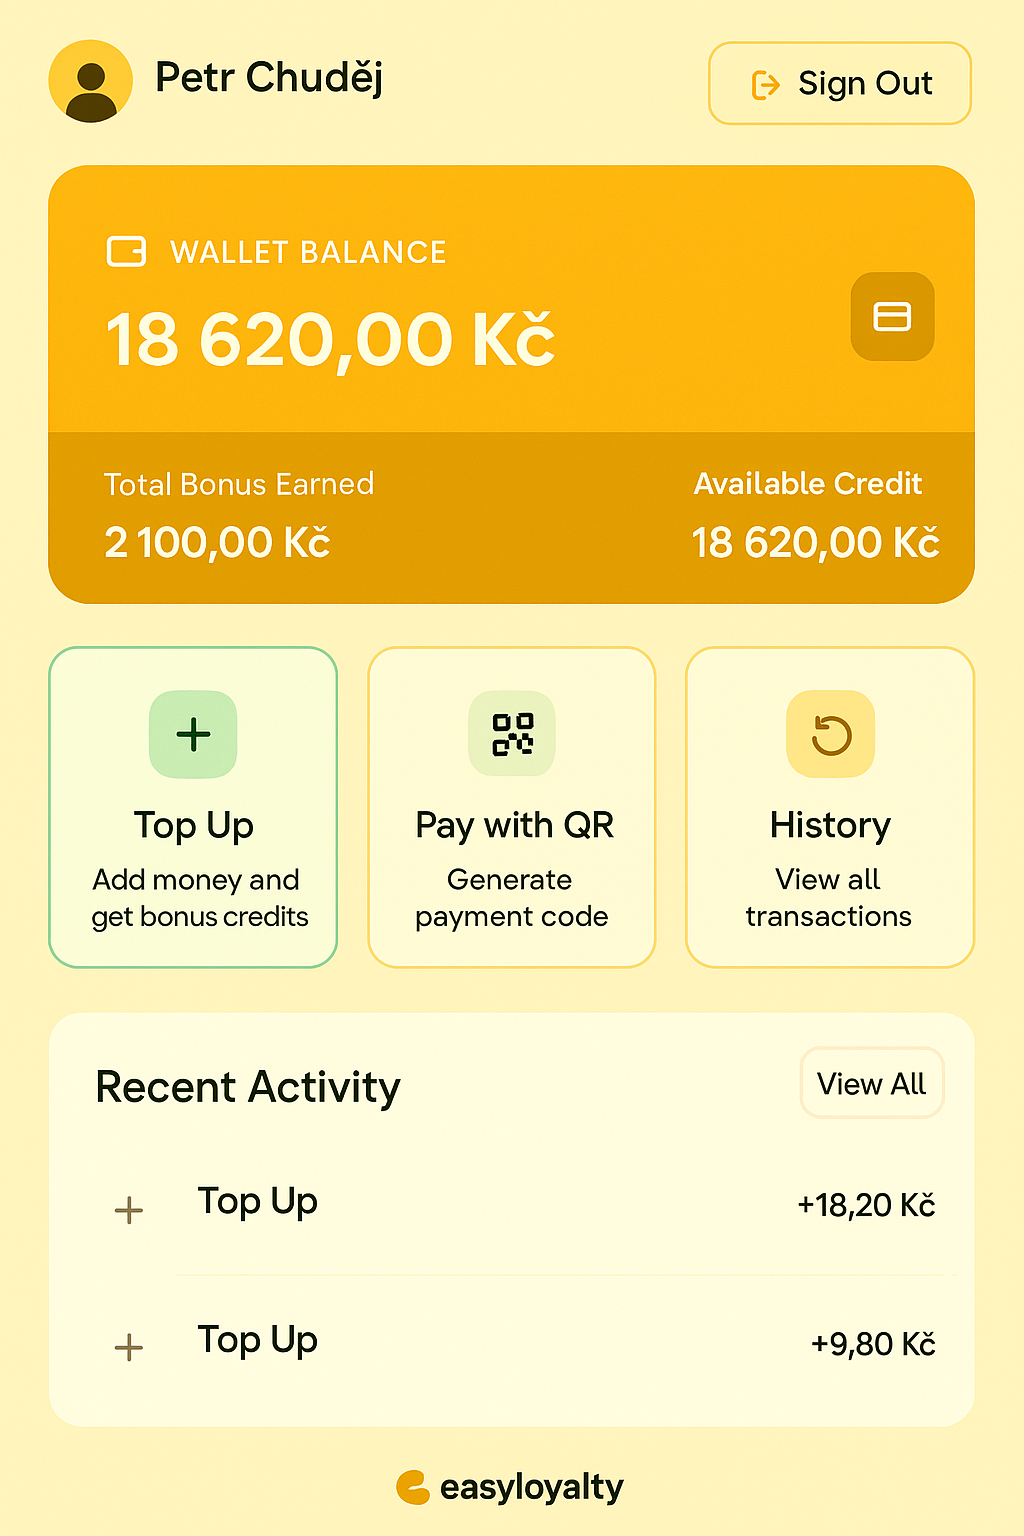 Petr Chuděj
Sign Out
WALLET BALANCE
18 620,00 Kč
Total Bonus Earned
2 100,00 Kč
Available Credit
18 620,00 Kč
Top Up
Add money and
get bonus credits
Pay with QR
Generate
payment code
History
View all
transactions
Recent Activity
View All
Top Up
+18,20 Kč
Top Up
+9,80 Kč
easyloyalty